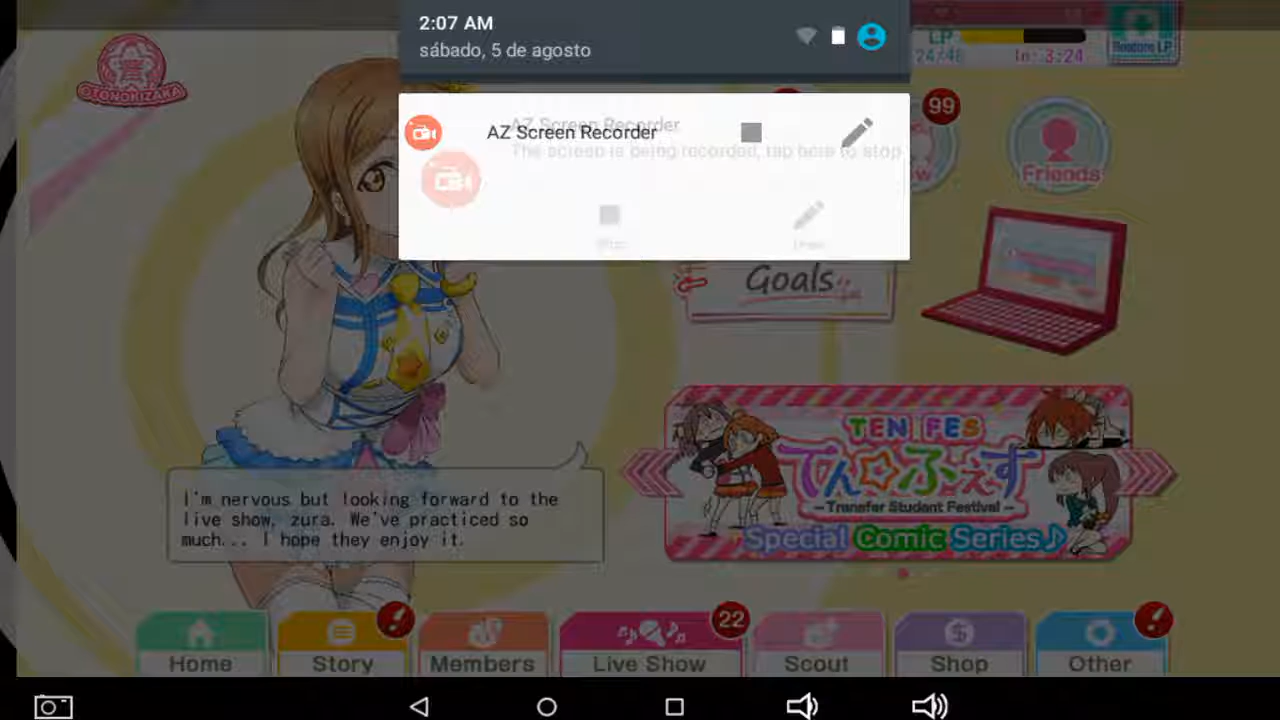 2:07 AM
sábado, 5 de agosto
LP
24:48
In: 3:24
Restore LP
OTONOKIZAKA
AZ Screen Recorder
AZ Screen Recorder
The screen is being recorded, tap here to stop
99
Friends
Goals
TEN FES
てんふぇす
-Transfer Student Festival-
Special Comic Series♪
I'm nervous but looking forward to the
live show, zura. We've practiced so
much... I hope they enjoy it.
22
Home
Story
Members
Live Show
Scout
Shop
Other